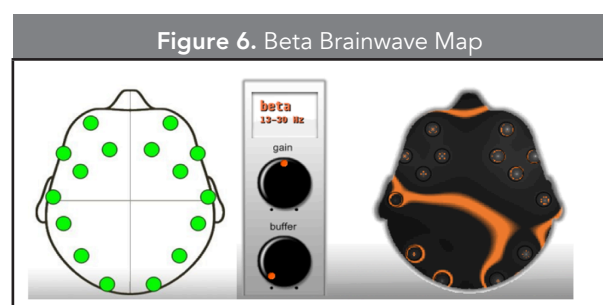 Figure 6. Beta Brainwave Map
beta
13-30 Hz
gain
buffer